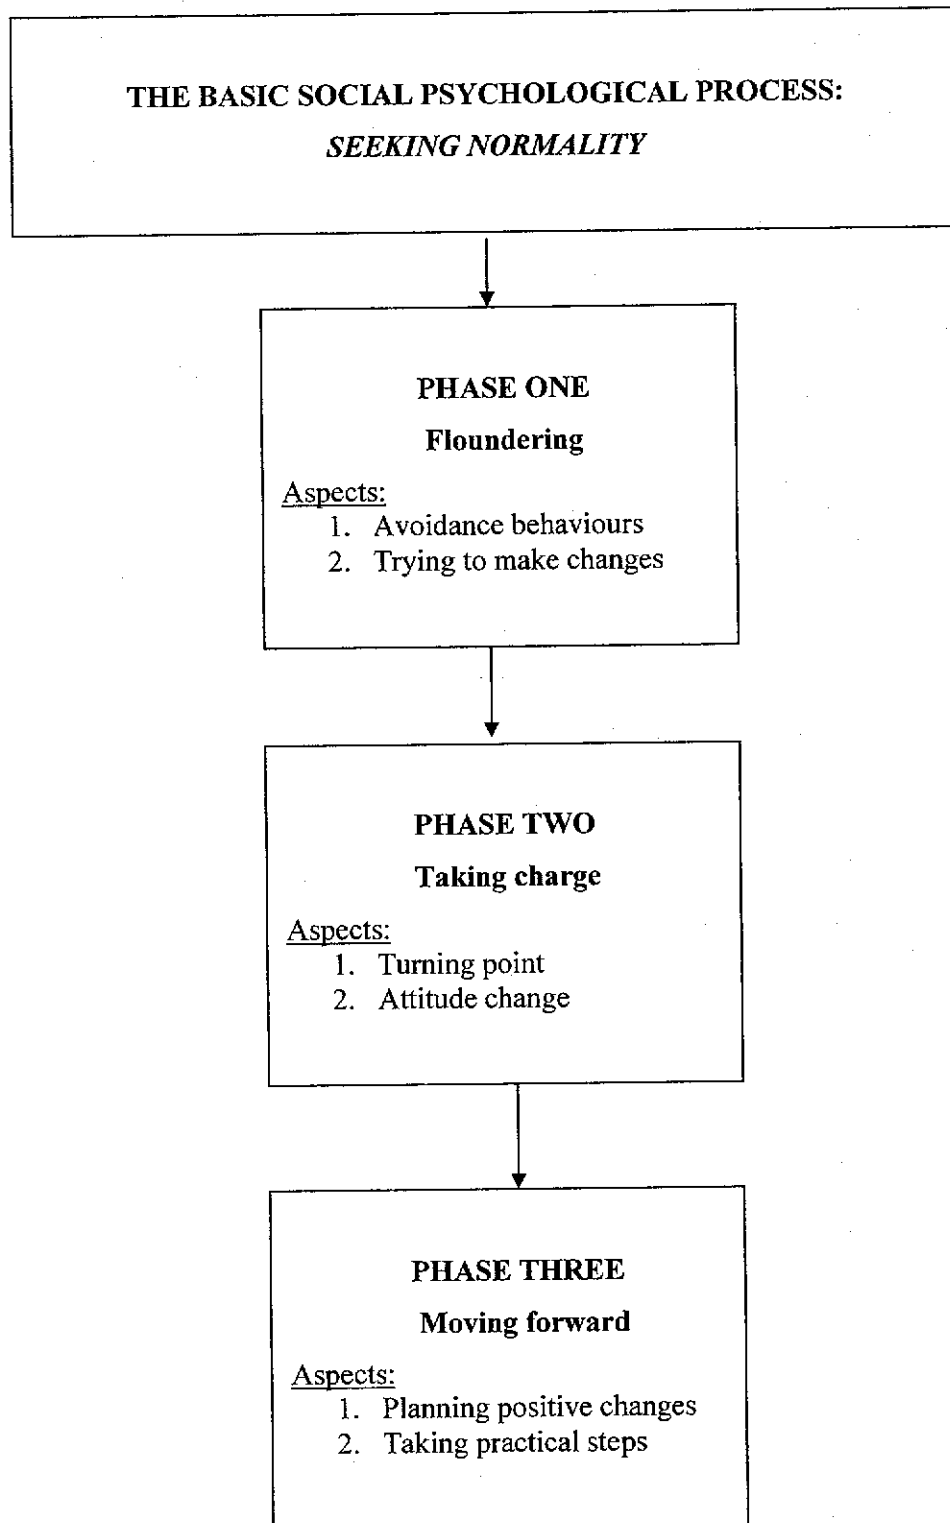 THE BASIC SOCIAL PSYCHOLOGICAL PROCESS:
SEEKING NORMALITY
PHASE ONE
Floundering
Aspects:
1. Avoidance behaviours
2. Trying to make changes
PHASE TWO
Taking charge
Aspects:
1. Turning point
2. Attitude change
PHASE THREE
Moving forward
Aspects:
1. Planning positive changes
2. Taking practical steps